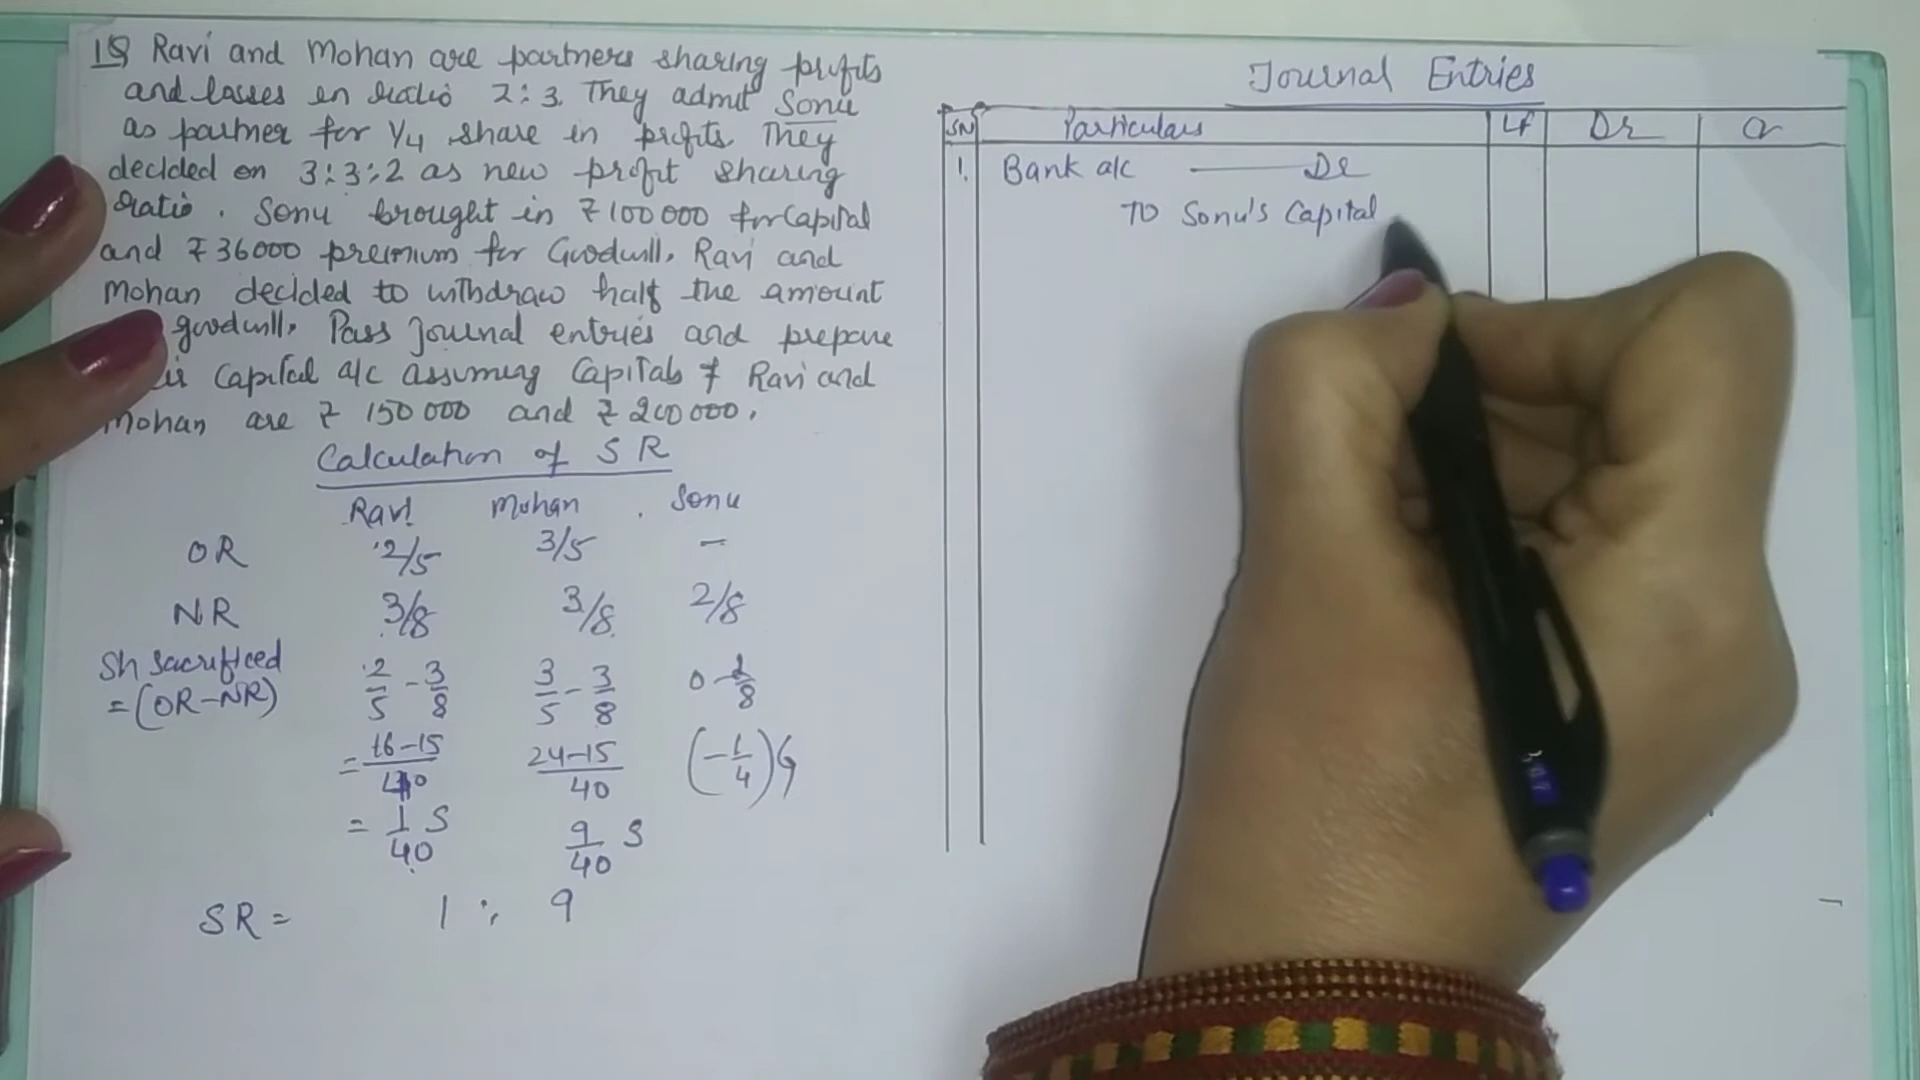 1Q Ravi and Mohan are partners sharing profits
and losses in ratio 2:3. They admit Sonu
as partner for 1/4 share in profits They
decided on 3:3:2 as new profit sharing
ratio. Sonu brought in ₹100000 for Capital
and ₹36000 premium for Goodwill. Ravi and
Mohan decided to withdraw half the amount
goodwill. Pass Journal entries and prepare
Capital a/c assuming Capitals of Ravi and
Mohan are ₹ 150000 and ₹200000.
Calculation of S R
Ravi Mohan Sonu
OR 2/5 3/5 —
NR 3/8 3/8 2/8
Sh sacrificed
=(OR-NR) 2/5 - 3/8 3/5 - 3/8 0-2/8
= 16-15/40 24-15/40 (-1/4)G
= 1/40 S 9/40 S
SR = 1 : 9
Journal Entries
SN Particulars LF Dr Cr
1. Bank a/c — Dr
To Sonu's Capital